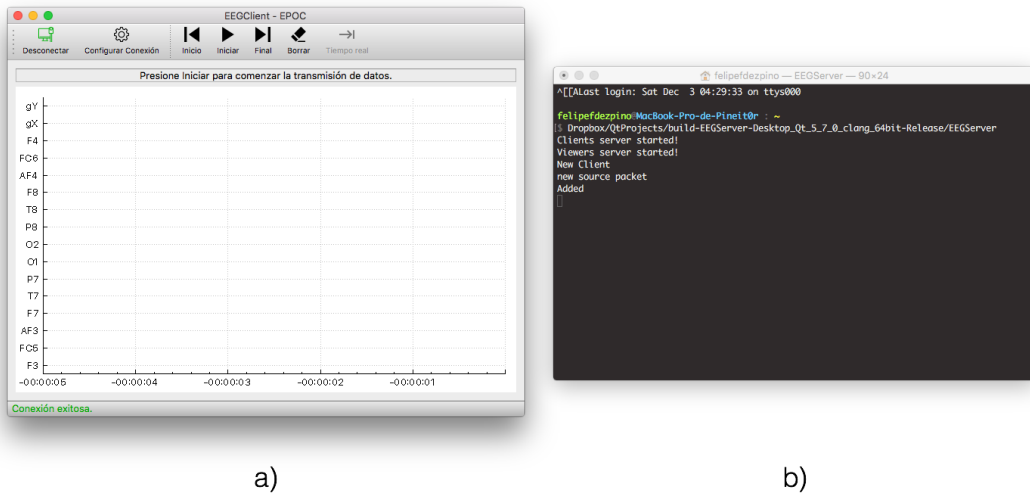 EEGClient - EPOC
Desconectar Configurar Conexión Inicio Iniciar Final Borrar Tiempo real
Presione Iniciar para comenzar la transmisión de datos.
gY
gX
F4
FC6
AF4
F8
T8
P8
O2
O1
P7
T7
F7
AF3
FC5
F3
-00:00:05 -00:00:04 -00:00:03 -00:00:02 -00:00:01
Conexión exitosa.
a)
felipefdezpino — EEGServer — 90×24
^[[ALast login: Sat Dec  3 04:29:33 on ttys000
felipefdezpino@MacBook-Pro-de-Pineit0r : ~
[$ Dropbox/QtProjects/build-EEGServer-Desktop_Qt_5_7_0_clang_64bit-Release/EEGServer
Clients server started!
Viewers server started!
New Client
new source packet
Added
b)